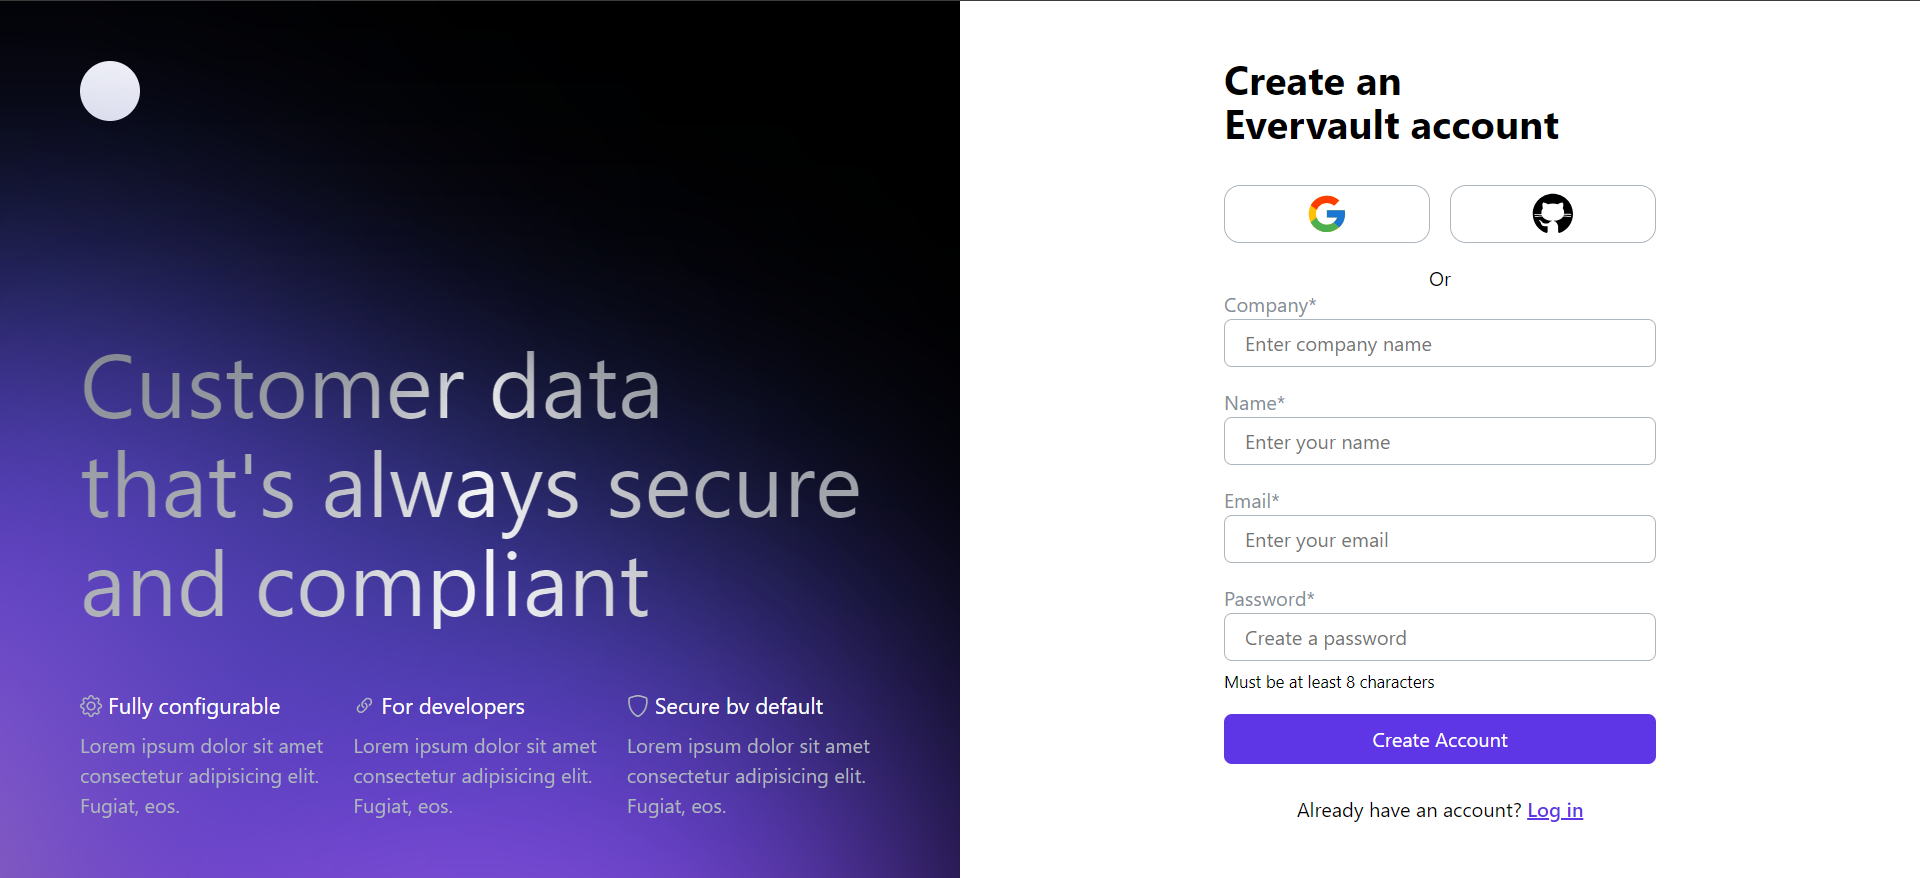 Customer data
that's always secure
and compliant
Fully configurable
Lorem ipsum dolor sit amet
consectetur adipisicing elit.
Fugiat, eos.
For developers
Lorem ipsum dolor sit amet
consectetur adipisicing elit.
Fugiat, eos.
Secure bv default
Lorem ipsum dolor sit amet
consectetur adipisicing elit.
Fugiat, eos.
Create an
Evervault account
Or
Company*
Enter company name
Name*
Enter your name
Email*
Enter your email
Password*
Create a password
Must be at least 8 characters
Create Account
Already have an account? Log in